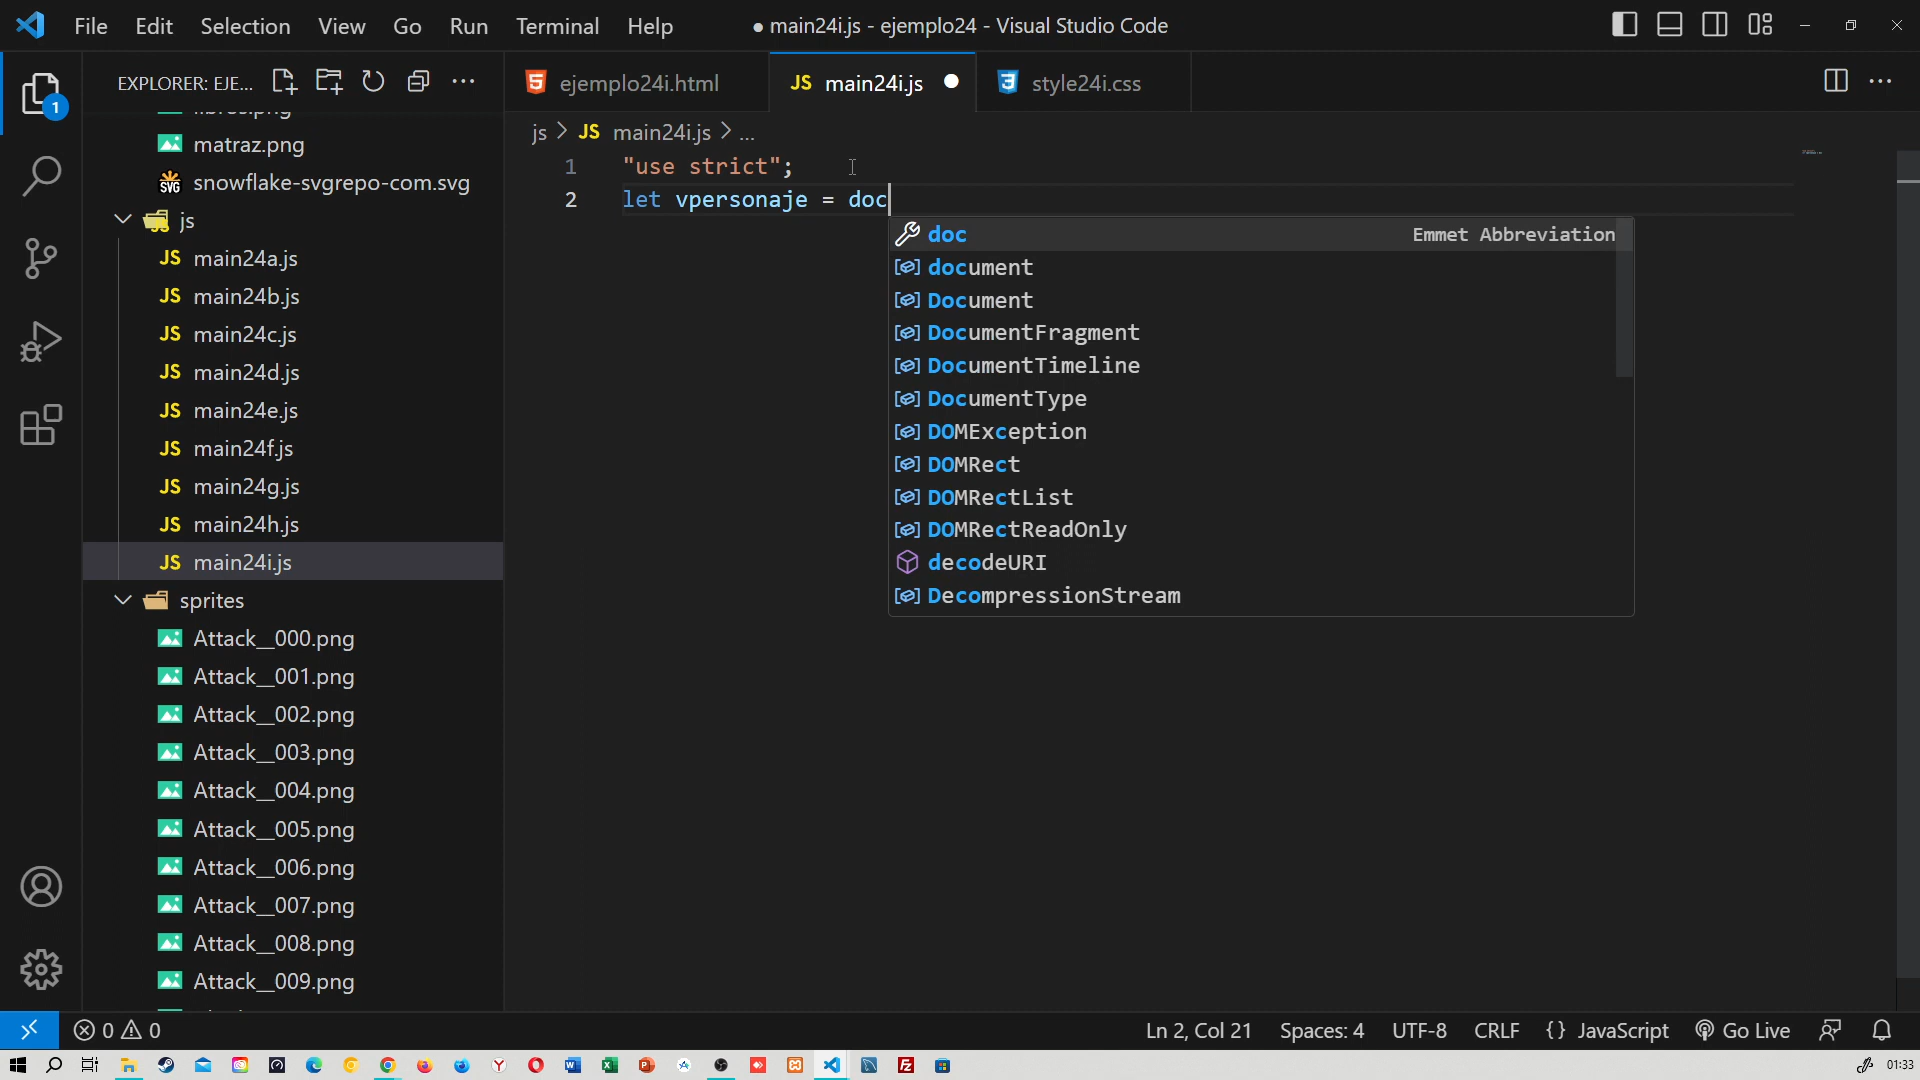 File Edit Selection View Go Run Terminal Help
● main24i.js - ejemplo24 - Visual Studio Code
EXPLORER: EJE...
matraz.png
SVG snowflake-svgrepo-com.svg
js
JS main24a.js
JS main24b.js
JS main24c.js
JS main24d.js
JS main24e.js
JS main24f.js
JS main24g.js
JS main24h.js
JS main24i.js
sprites
Attack__000.png
Attack__001.png
Attack__002.png
Attack__003.png
Attack__004.png
Attack__005.png
Attack__006.png
Attack__007.png
Attack__008.png
Attack__009.png
1
5 ejemplo24i.html
JS main24i.js ●
3 style24i.css
js > JS main24i.js > ...
1 "use strict";
2 let vpersonaje = doc
doc Emmet Abbreviation
document
Document
DocumentFragment
DocumentTimeline
DocumentType
DOMException
DOMRect
DOMRectList
DOMRectReadOnly
decodeURI
DecompressionStream
0 0
Ln 2, Col 21 Spaces: 4 UTF-8 CRLF {} JavaScript Go Live
01:33